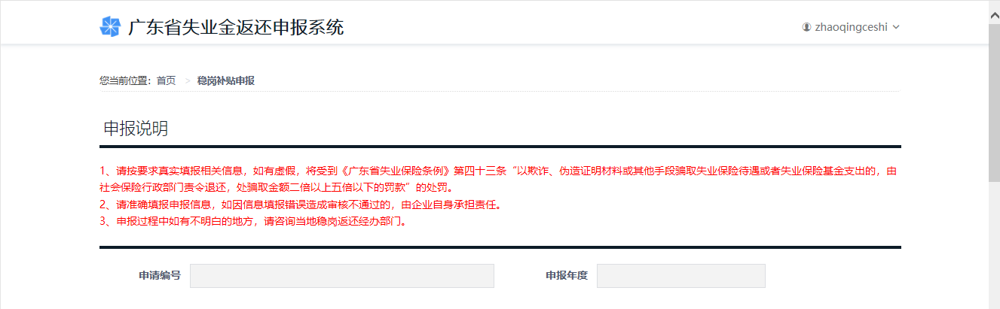 广东省失业金返还申报系统
zhaoqingceshi
您当前位置：首页 > 稳岗补贴申报
申报说明
1、请按要求真实填报相关信息，如有虚假，将受到《广东省失业保险条例》第四十三条“以欺诈、伪造证明材料或其他手段骗取失业保险待遇或者失业保险基金支出的，由
社会保险行政部门责令退还，处骗取金额二倍以上五倍以下的罚款”的处罚。
2、请准确填报申报信息，如因信息填报错误造成审核不通过的，由企业自身承担责任。
3、申报过程中如有不明白的地方，请咨询当地稳岗返还经办部门。
申请编号
申报年度